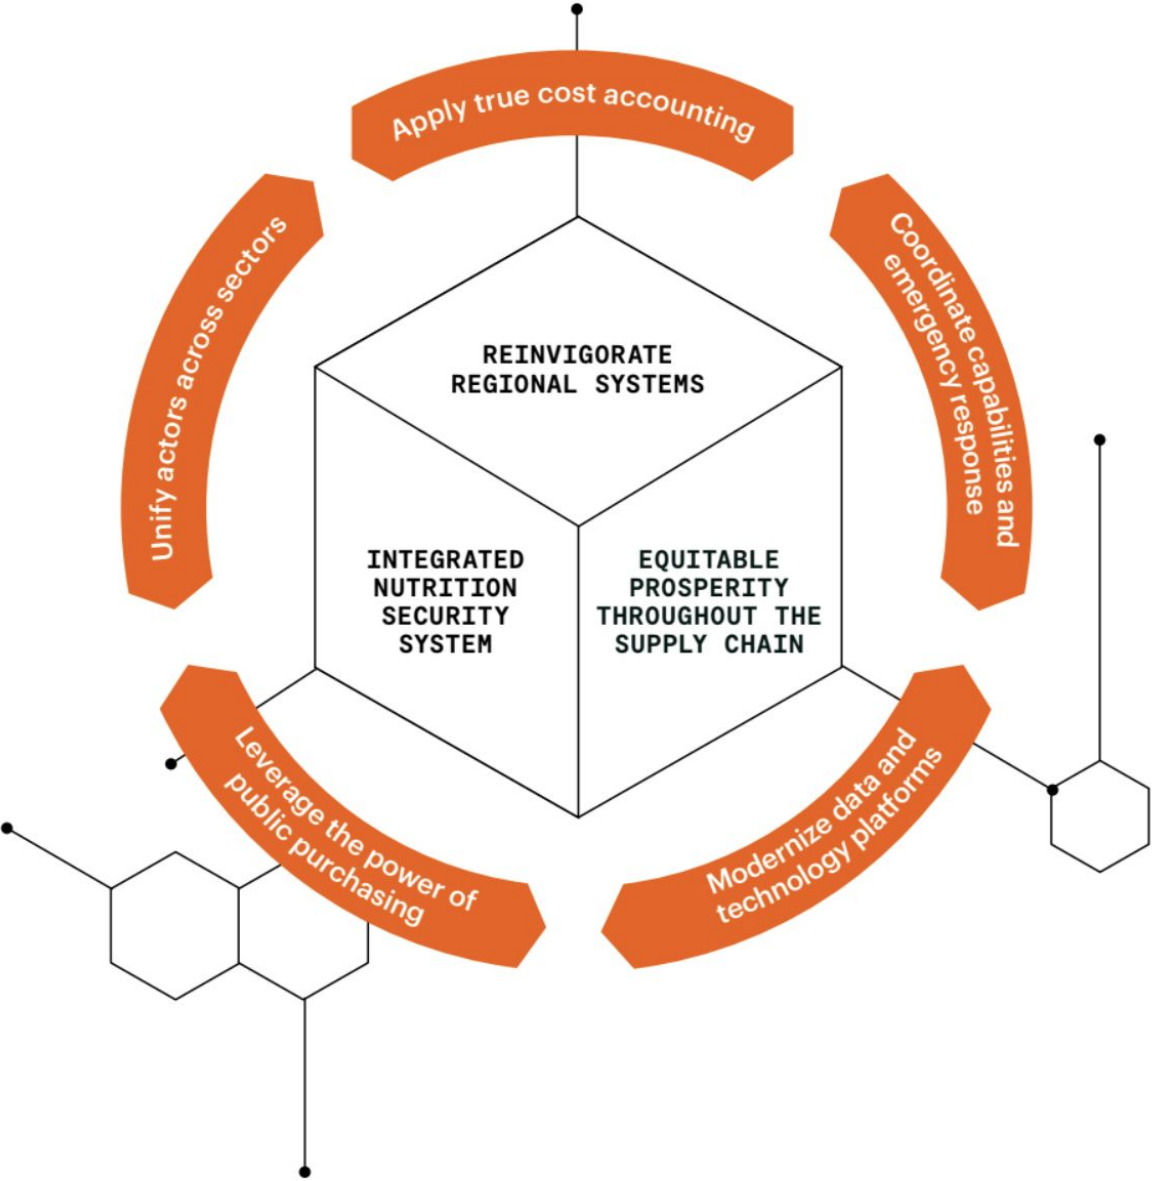 Apply true cost accounting
Unify actors across sectors
Coordinate capabilities and
emergency response
REINVIGORATE
REGIONAL SYSTEMS
INTEGRATED
NUTRITION
SECURITY
SYSTEM
EQUITABLE
PROSPERITY
THROUGHOUT THE
SUPPLY CHAIN
Leverage the power of
public purchasing
Modernize data and
technology platforms